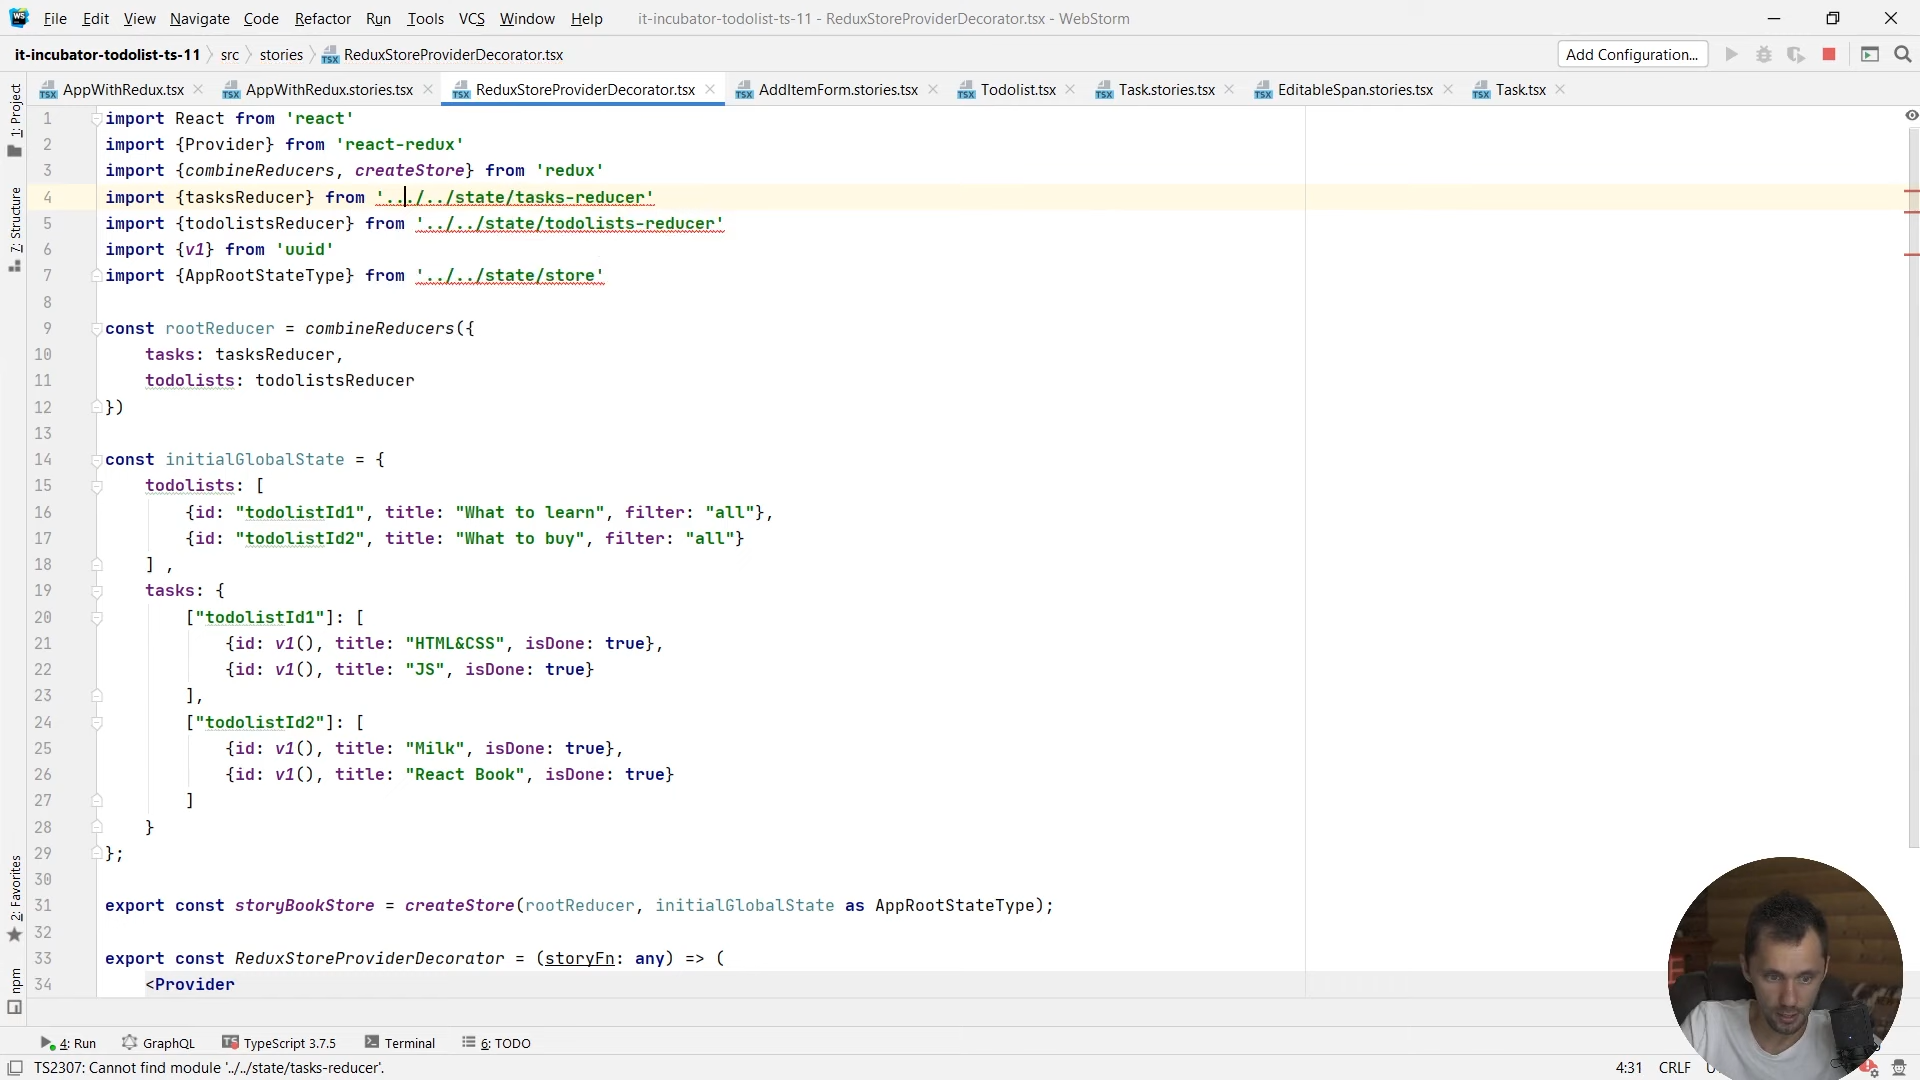 File Edit View Navigate Code Refactor Run Tools VCS Window Help it-incubator-todolist-ts-11 - ReduxStoreProviderDecorator.tsx - WebStorm
it-incubator-todolist-ts-11 src stories ReduxStoreProviderDecorator.tsx Add Configuration...
AppWithRedux.tsx AppWithRedux.stories.tsx ReduxStoreProviderDecorator.tsx AddItemForm.stories.tsx Todolist.tsx Task.stories.tsx EditableSpan.stories.tsx Task.tsx
1: Project
7: Structure
2: Favorites
npm
1 import React from 'react'
2 import {Provider} from 'react-redux'
3 import {combineReducers, createStore} from 'redux'
4 import {tasksReducer} from '../../state/tasks-reducer'
5 import {todolistsReducer} from '../../state/todolists-reducer'
6 import {v1} from 'uuid'
7 import {AppRootStateType} from '../../state/store'
8
9 const rootReducer = combineReducers({
10 tasks: tasksReducer,
11 todolists: todolistsReducer
12 })
13
14 const initialGlobalState = {
15 todolists: [
16 {id: "todolistId1", title: "What to learn", filter: "all"},
17 {id: "todolistId2", title: "What to buy", filter: "all"}
18 ] ,
19 tasks: {
20 ["todolistId1"]: [
21 {id: v1(), title: "HTML&CSS", isDone: true},
22 {id: v1(), title: "JS", isDone: true}
23 ],
24 ["todolistId2"]: [
25 {id: v1(), title: "Milk", isDone: true},
26 {id: v1(), title: "React Book", isDone: true}
27 ]
28 }
29 };
30
31 export const storyBookStore = createStore(rootReducer, initialGlobalState as AppRootStateType);
32
33 export const ReduxStoreProviderDecorator = (storyFn: any) => (
34 <Provider
4: Run GraphQL TypeScript 3.7.5 Terminal 6: TODO
TS2307: Cannot find module '../../state/tasks-reducer'. 4:31 CRLF